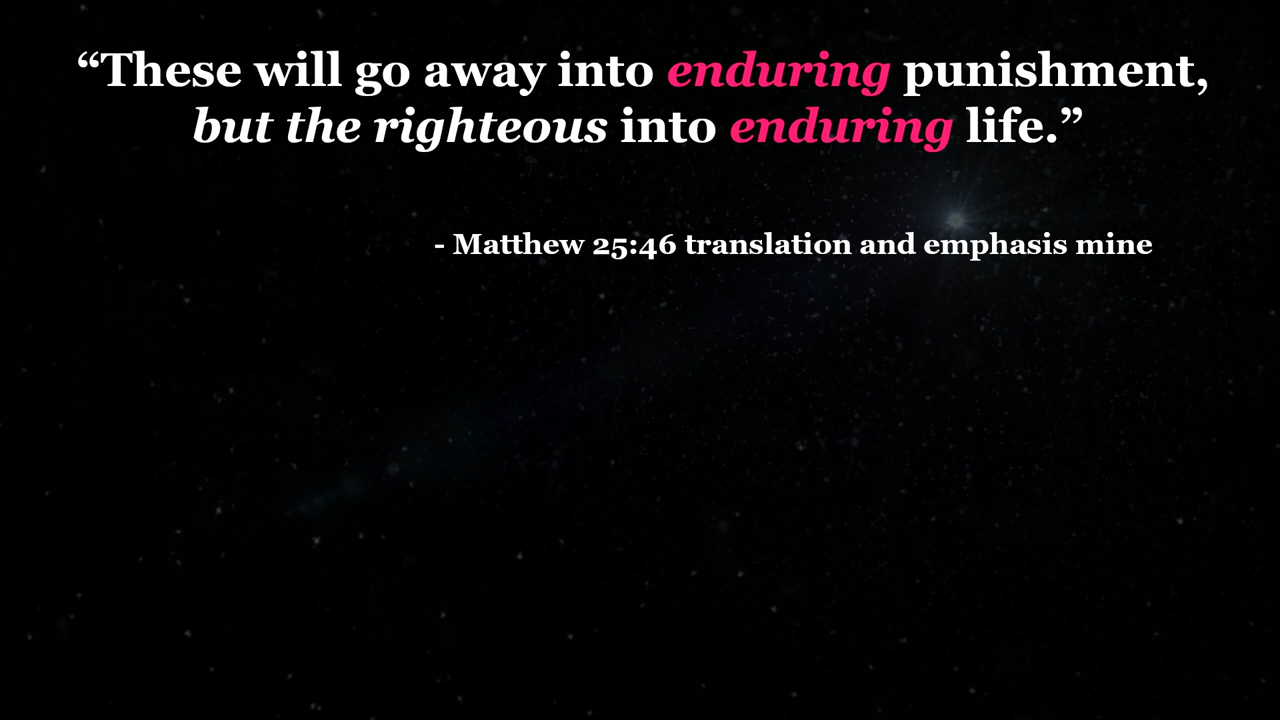 “These will go away into enduring punishment,
but the righteous into enduring life.”
- Matthew 25:46 translation and emphasis mine